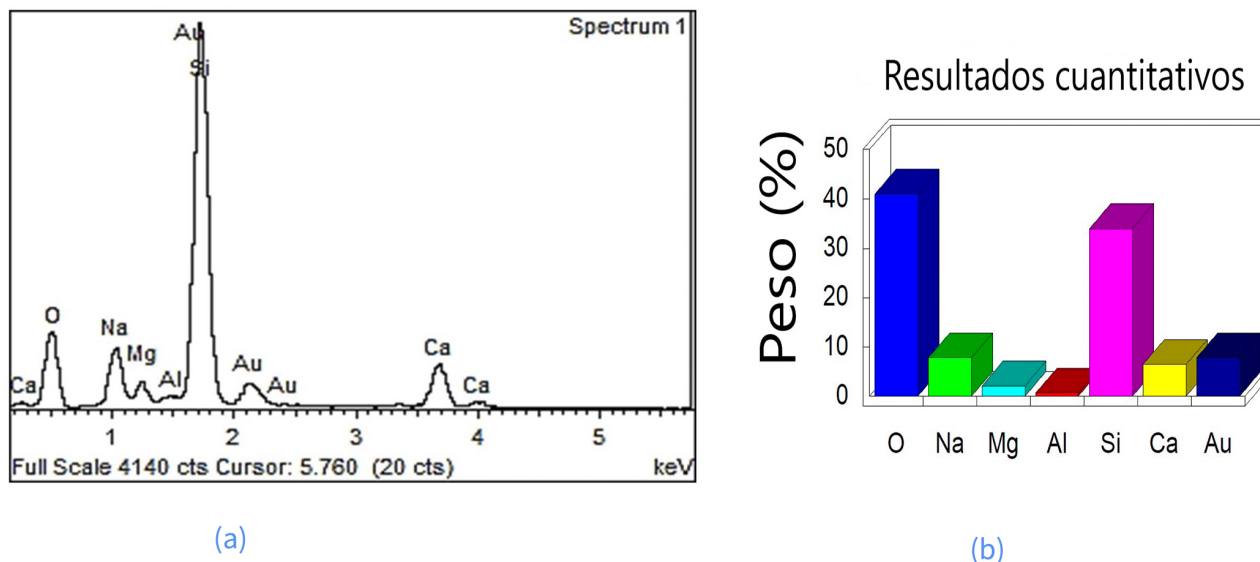 Spectrum 1
Au
Si
O
Na
Mg
Al
Ca
Au
Au
Ca
Ca
1 2 3 4 5
Full Scale 4140 cts Cursor: 5.760 (20 cts) keV
(a)
Resultados cuantitativos
Peso (%)
50
40
30
20
10
0
O Na Mg Al Si Ca Au
(b)